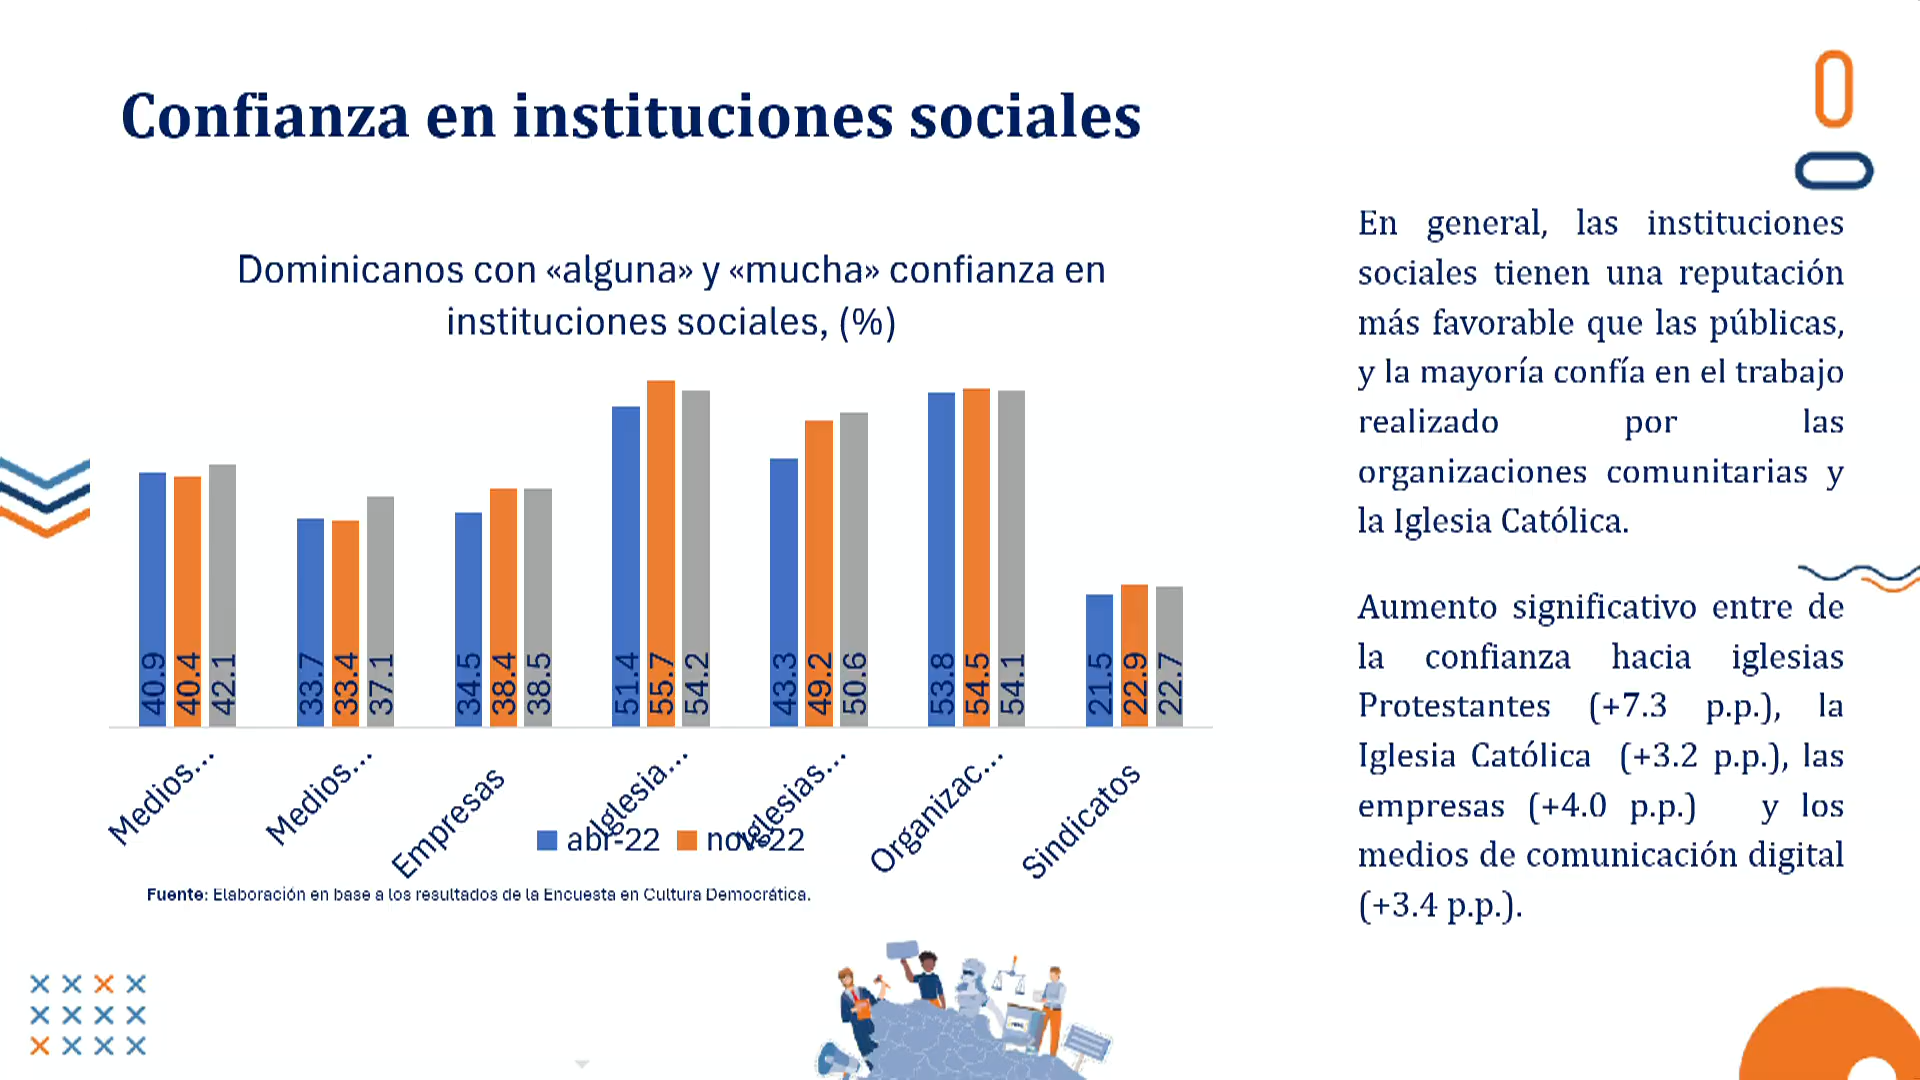 Confianza en instituciones sociales
Dominicanos con «alguna» y «mucha» confianza en
instituciones sociales, (%)
40.9 40.4 42.1 33.7 33.4 37.1 34.5 38.4 38.5 51.4 55.7 54.2 43.3 49.2 50.6 53.8 54.5 54.1 21.5 22.9 22.7
Medios... Medios... Empresas Iglesia... Iglesias... Organizac... Sindicatos
abr-22 nov-22
Fuente: Elaboración en base a los resultados de la Encuesta en Cultura Democrática.
En general, las instituciones
sociales tienen una reputación
más favorable que las públicas,
y la mayoría confía en el trabajo
realizado por las
organizaciones comunitarias y
la Iglesia Católica.
Aumento significativo entre de
la confianza hacia iglesias
Protestantes (+7.3 p.p.), la
Iglesia Católica (+3.2 p.p.), las
empresas (+4.0 p.p.) y los
medios de comunicación digital
(+3.4 p.p.).